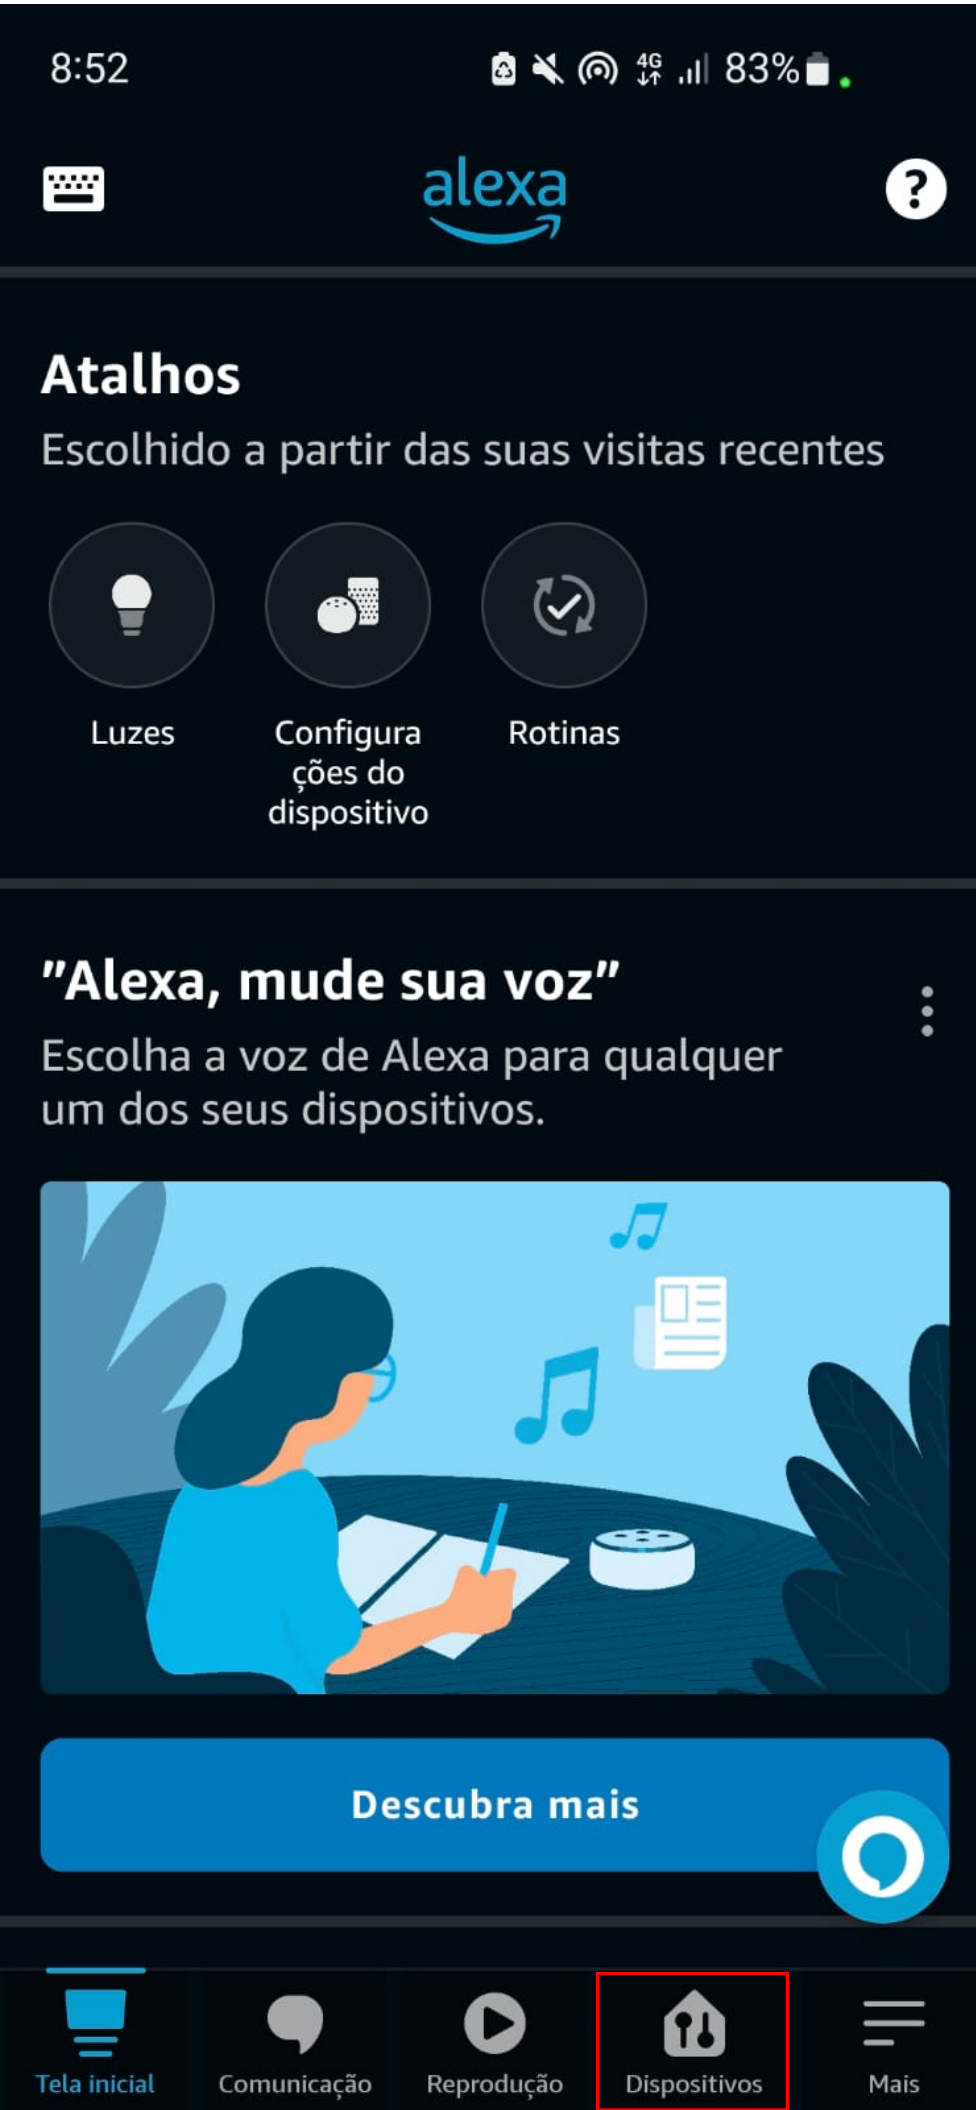 8:52
4G 83%
alexa
?
Atalhos
Escolhido a partir das suas visitas recentes
Luzes
Configura
ções do
dispositivo
Rotinas
"Alexa, mude sua voz"
Escolha a voz de Alexa para qualquer
um dos seus dispositivos.
Descubra mais
Tela inicial
Comunicação
Reprodução
Dispositivos
Mais